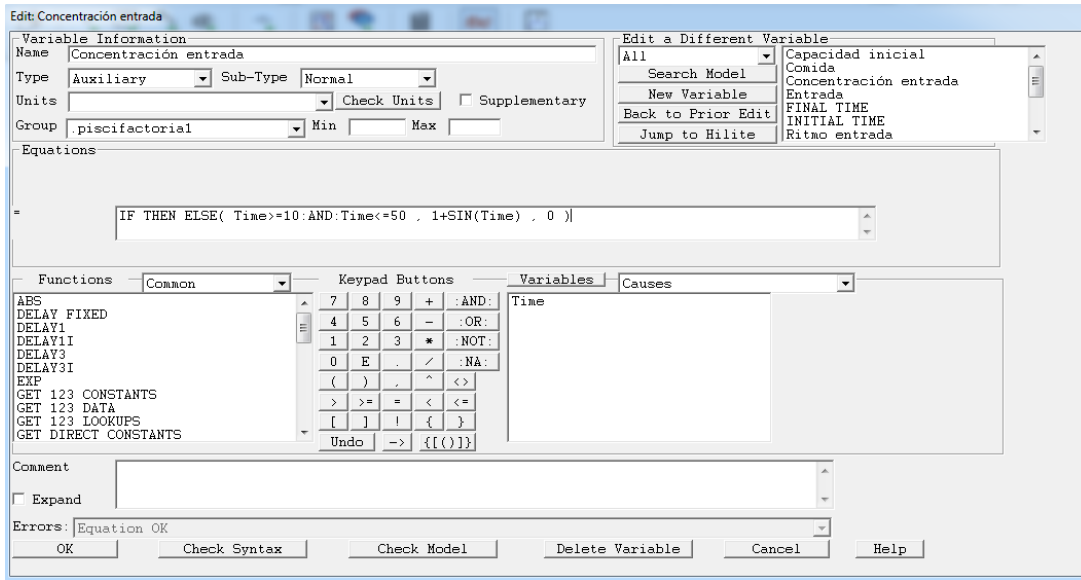 Edit: Concentración entrada
Variable Information
Name Concentración entrada
Type Auxiliary Sub-Type Normal
Units Check Units Supplementary
Group .piscifactoria1 Min Max
Edit a Different Variable
All
Search Model
New Variable
Back to Prior Edit
Jump to Hilite
Capacidad inicial
Comida
Concentración entrada
Entrada
FINAL TIME
INITIAL TIME
Ritmo entrada
Equations
= IF THEN ELSE( Time>=10:AND:Time<=50 , 1+SIN(Time) , 0 )
Functions Common
ABS
DELAY FIXED
DELAY1
DELAY1I
DELAY3
DELAY3I
EXP
GET 123 CONSTANTS
GET 123 DATA
GET 123 LOOKUPS
GET DIRECT CONSTANTS
Keypad Buttons
7 8 9 + :AND:
4 5 6 - :OR:
1 2 3 * :NOT:
0 E . / :NA:
( ) , ^ <>
> >= = < <=
[ ] ! { }
Undo -> {[()]}
Variables Causes
Time
Comment
Expand
Errors: Equation OK
OK Check Syntax Check Model Delete Variable Cancel Help